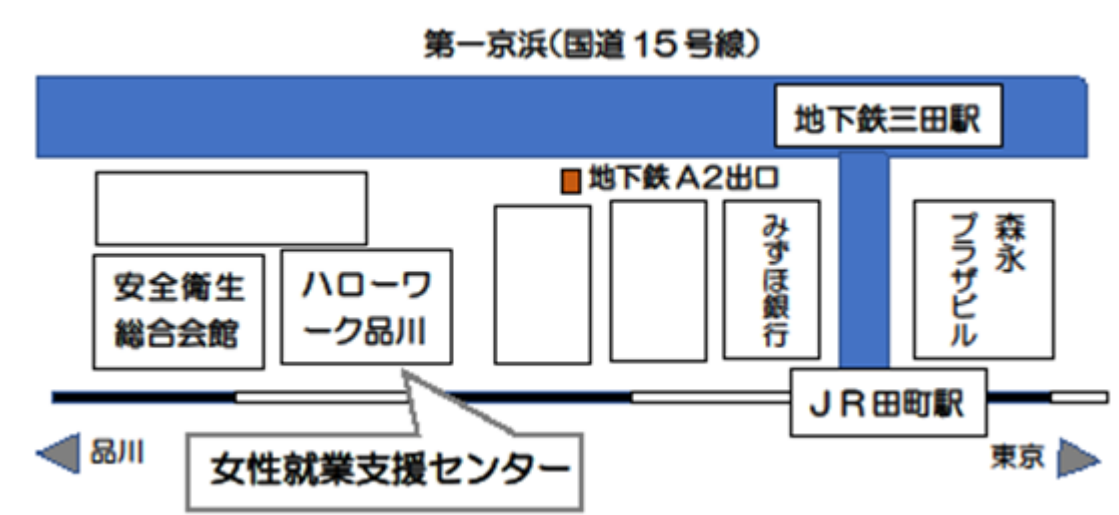 第一京浜(国道15号線)
地下鉄三田駅
地下鉄A2出口
みずほ銀行
森永
プラザビル
安全衛生
総合会館
ハローワ
ーク品川
JR田町駅
品川
東京
女性就業支援センター